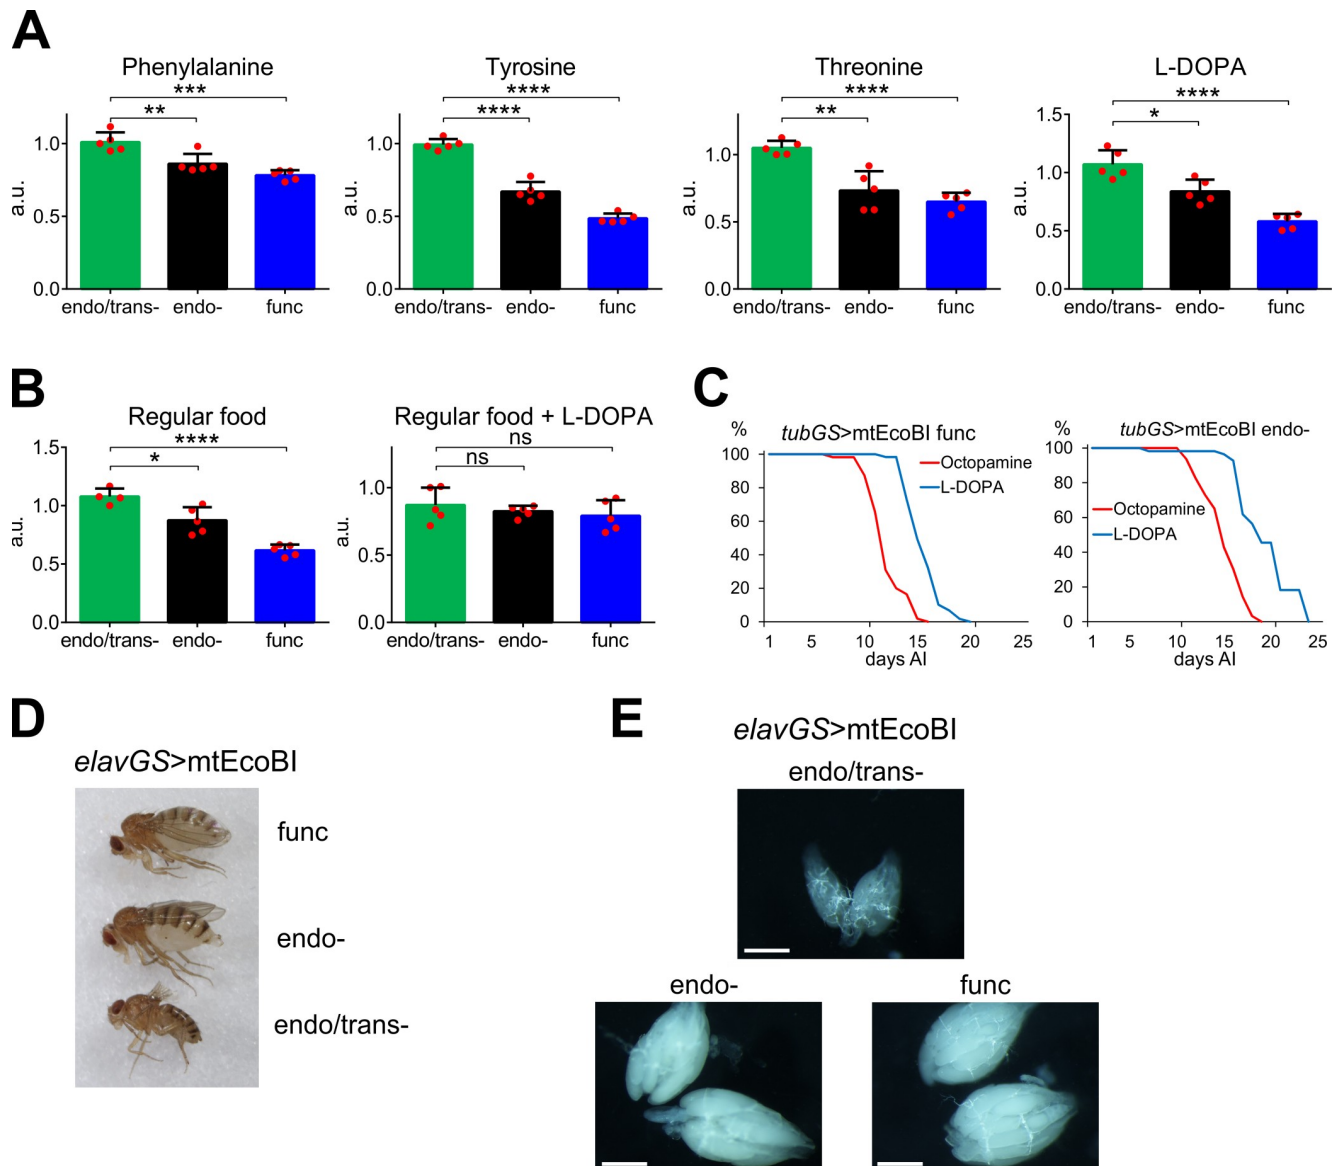 A
Phenylalanine
Tyrosine
Threonine
L-DOPA
***
**
****
****
****
**
****
*
a.u.
1.0
0.5
0.0
endo/trans-
endo-
func
a.u.
1.0
0.5
0.0
endo/trans-
endo-
func
a.u.
1.0
0.5
0.0
endo/trans-
endo-
func
a.u.
1.5
1.0
0.5
0.0
endo/trans-
endo-
func
B
Regular food
****
*
a.u.
1.5
1.0
0.5
0.0
endo/trans-
endo-
func
Regular food + L-DOPA
ns
ns
a.u.
1.0
0.5
0.0
endo/trans-
endo-
func
C
%
tubGS>mtEcoBI func
Octopamine
L-DOPA
100
80
60
40
20
0
1 5 10 15 20 25
days AI
%
tubGS>mtEcoBI endo-
Octopamine
L-DOPA
100
80
60
40
20
0
1 5 10 15 20 25
days AI
D
elavGS>mtEcoBI
func
endo-
endo/trans-
E
elavGS>mtEcoBI
endo/trans-
endo-
func